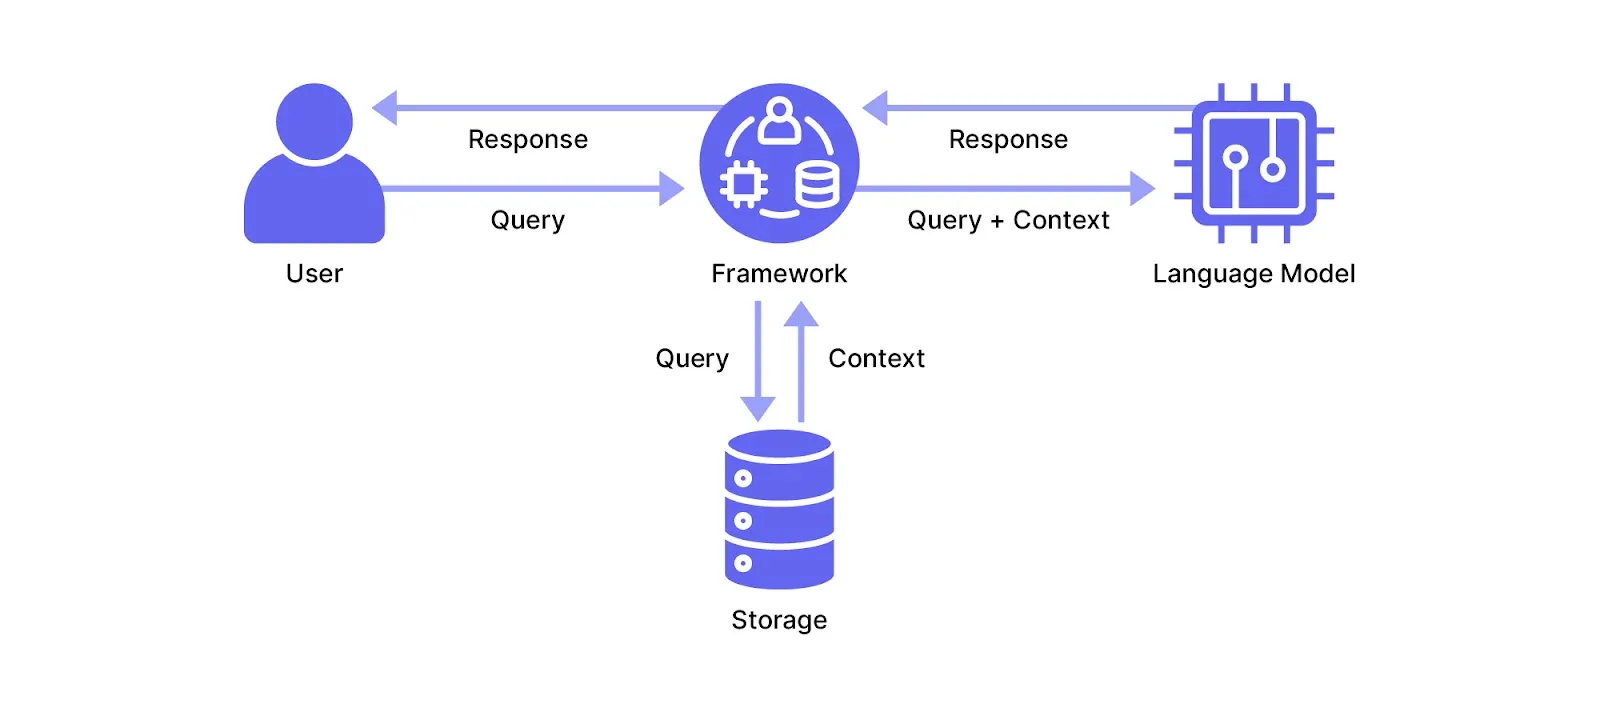 Response
Response
Query
Query + Context
User
Framework
Language Model
Query
Context
Storage